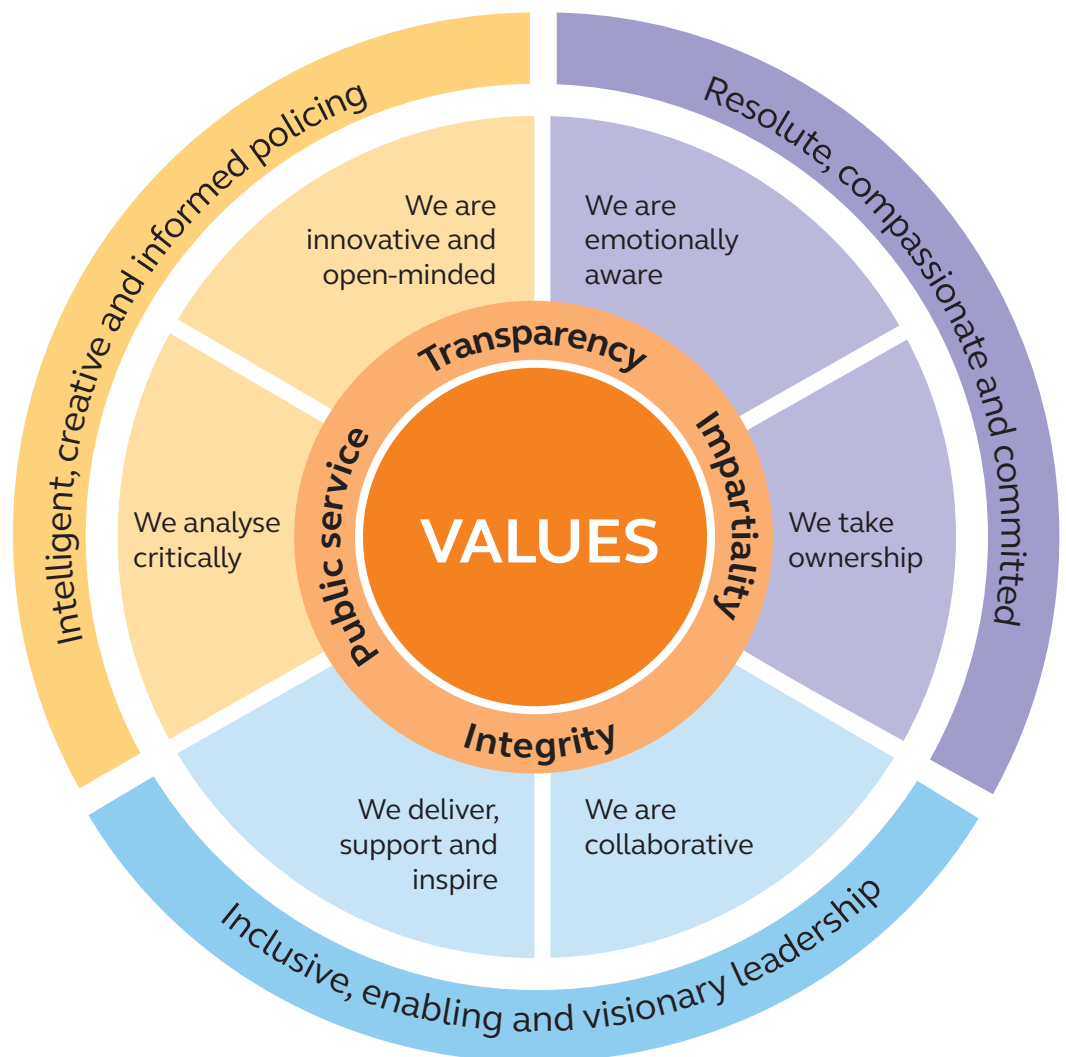 Intelligent, creative and informed policing
Resolute, compassionate and committed
We are
innovative and
open-minded
We are
emotionally
aware
Transparency
Public service
Impartiality
VALUES
We analyse
critically
We take
ownership
Integrity
We deliver,
support and
inspire
We are
collaborative
Inclusive, enabling and visionary leadership